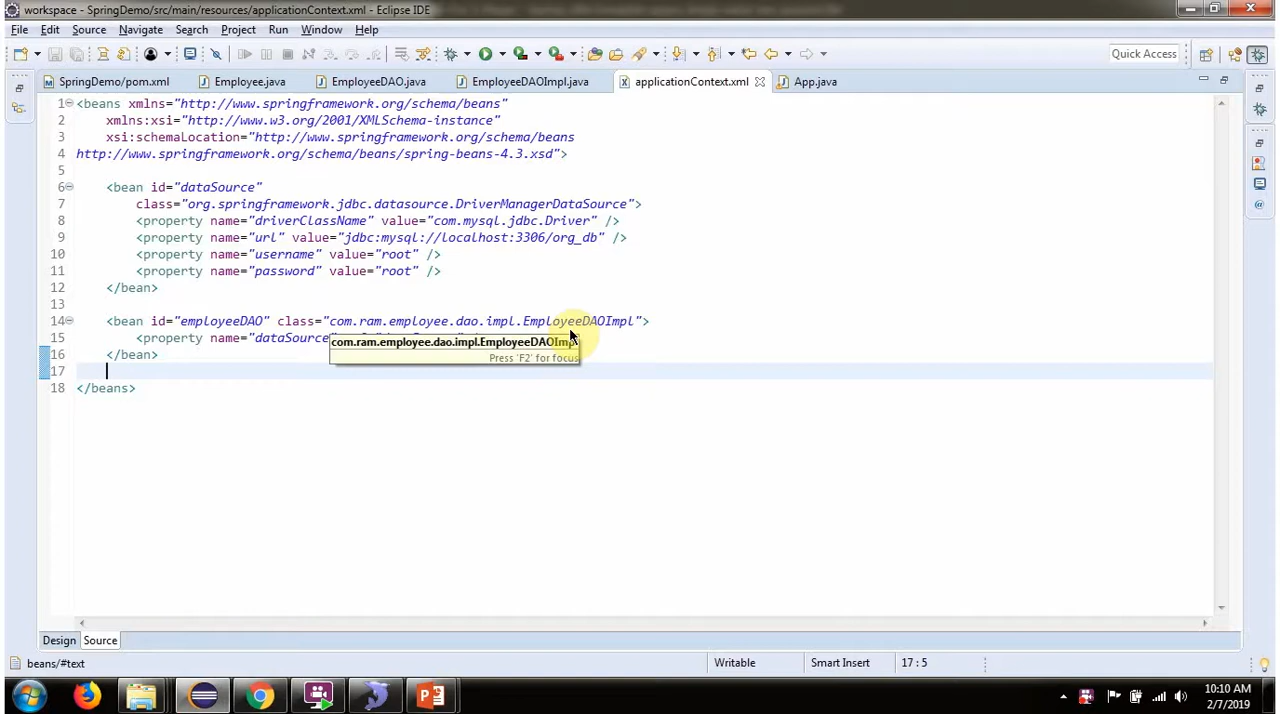 workspace - SpringDemo/src/main/resources/applicationContext.xml - Eclipse IDE
File Edit Source Navigate Search Project Run Window Help
Quick Access
SpringDemo/pom.xml Employee.java EmployeeDAO.java EmployeeDAOImpl.java applicationContext.xml App.java
1 <beans xmlns="http://www.springframework.org/schema/beans"
2 xmlns:xsi="http://www.w3.org/2001/XMLSchema-instance"
3 xsi:schemaLocation="http://www.springframework.org/schema/beans
4 http://www.springframework.org/schema/beans/spring-beans-4.3.xsd">
5
6 <bean id="dataSource"
7 class="org.springframework.jdbc.datasource.DriverManagerDataSource">
8 <property name="driverClassName" value="com.mysql.jdbc.Driver" />
9 <property name="url" value="jdbc:mysql://localhost:3306/org_db" />
10 <property name="username" value="root" />
11 <property name="password" value="root" />
12 </bean>
13
14 <bean id="employeeDAO" class="com.ram.employee.dao.impl.EmployeeDAOImpl">
15 <property name="dataSource"
com.ram.employee.dao.impl.EmployeeDAOImpl
Press 'F2' for focus
16 </bean>
17
18 </beans>
Design Source
beans/#text Writable Smart Insert 17 : 5
10:10 AM
2/7/2019